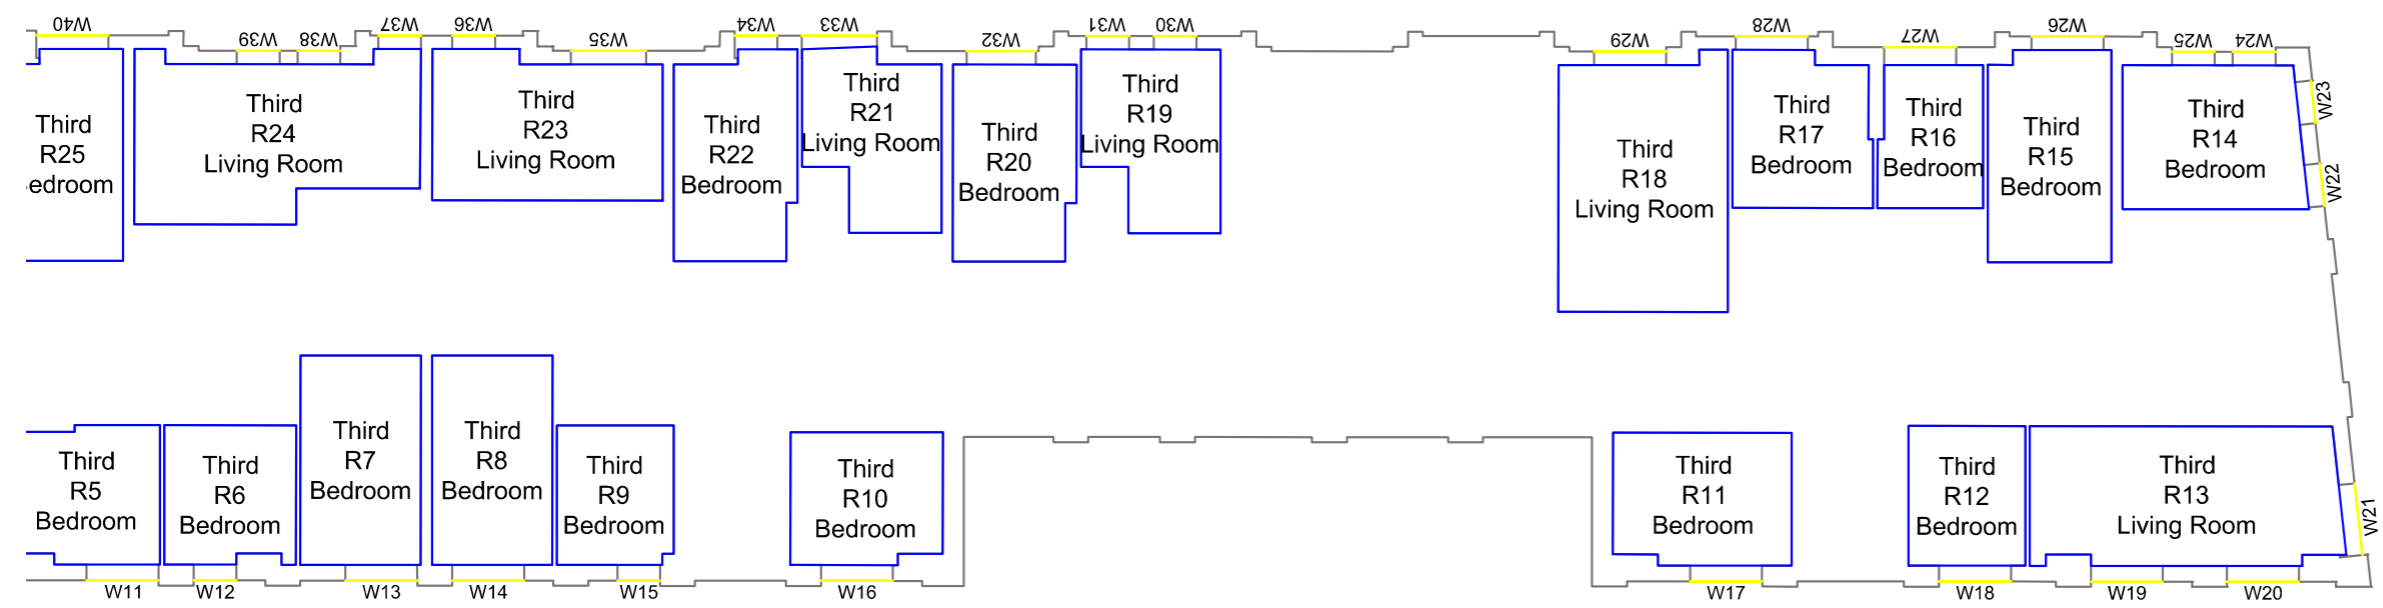 W40
W39
W38
W37
W36
W35
W34
W33
W32
W31
W30
W29
W28
W27
W26
W25
W24
W23
W22
Third
R25
edroom
Third
R24
Living Room
Third
R23
Living Room
Third
R22
Bedroom
Third
R21
Living Room
Third
R20
Bedroom
Third
R19
Living Room
Third
R18
Living Room
Third
R17
Bedroom
Third
R16
Bedroom
Third
R15
Bedroom
Third
R14
Bedroom
Third
R5
Bedroom
Third
R6
Bedroom
Third
R7
Bedroom
Third
R8
Bedroom
Third
R9
Bedroom
Third
R10
Bedroom
Third
R11
Bedroom
Third
R12
Bedroom
Third
R13
Living Room
W21
W11
W12
W13
W14
W15
W16
W17
W18
W19
W20